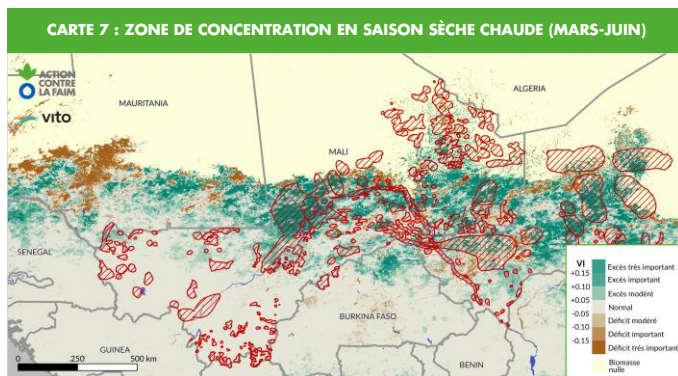 CARTE 7 : ZONE DE CONCENTRATION EN SAISON SÈCHE CHAUDE (MARS-JUIN)
ACTION
CONTRE
LA FAIM
vito
MAURITANIA
ALGERIA
MALI
SENEGAL
BURKINA FASO
GUINEA
BENIN
0 250 500 km
VI
+0.15
+0.10
+0.05
-0.05
-0.10
-0.15
Excès très important
Excès important
Excès modéré
Normal
Déficit modéré
Déficit important
Déficit très important
Biomasse
nulle